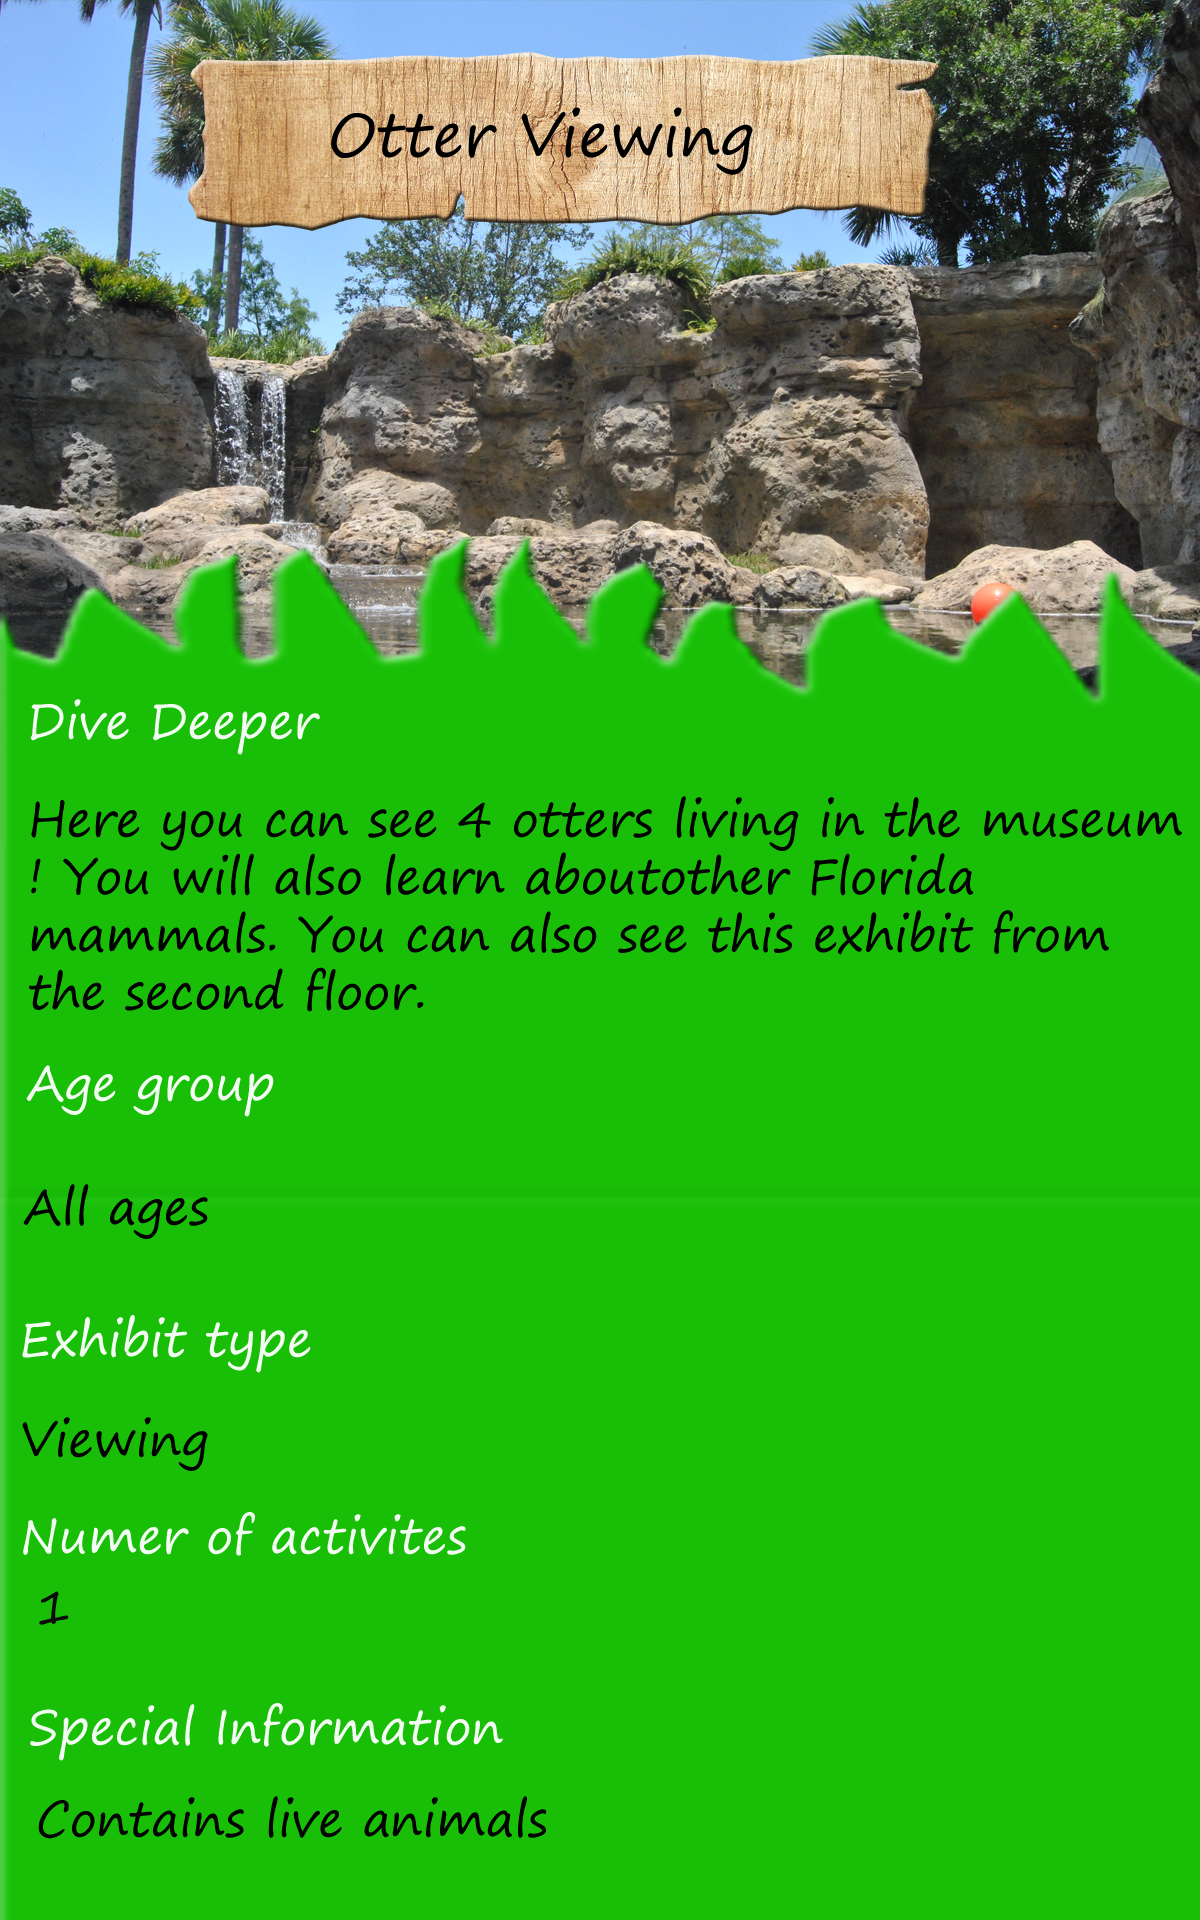 Otter Viewing
Dive Deeper
Here you can see 4 otters living in the museum
! You will also learn aboutother Florida
mammals. You can also see this exhibit from
the second floor.
Age group
All ages
Exhibit type
Viewing
Numer of activites
1
Special Information
Contains live animals